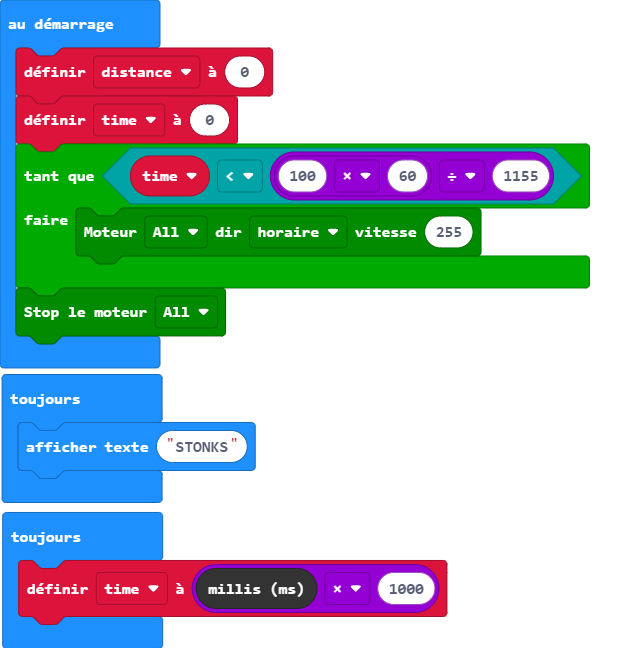 au démarrage
définir distance à 0
définir time à 0
tant que time < 100 × 60 ÷ 1155
faire Moteur All dir horaire vitesse 255
Stop le moteur All
toujours
afficher texte "STONKS"
toujours
définir time à millis (ms) × 1000